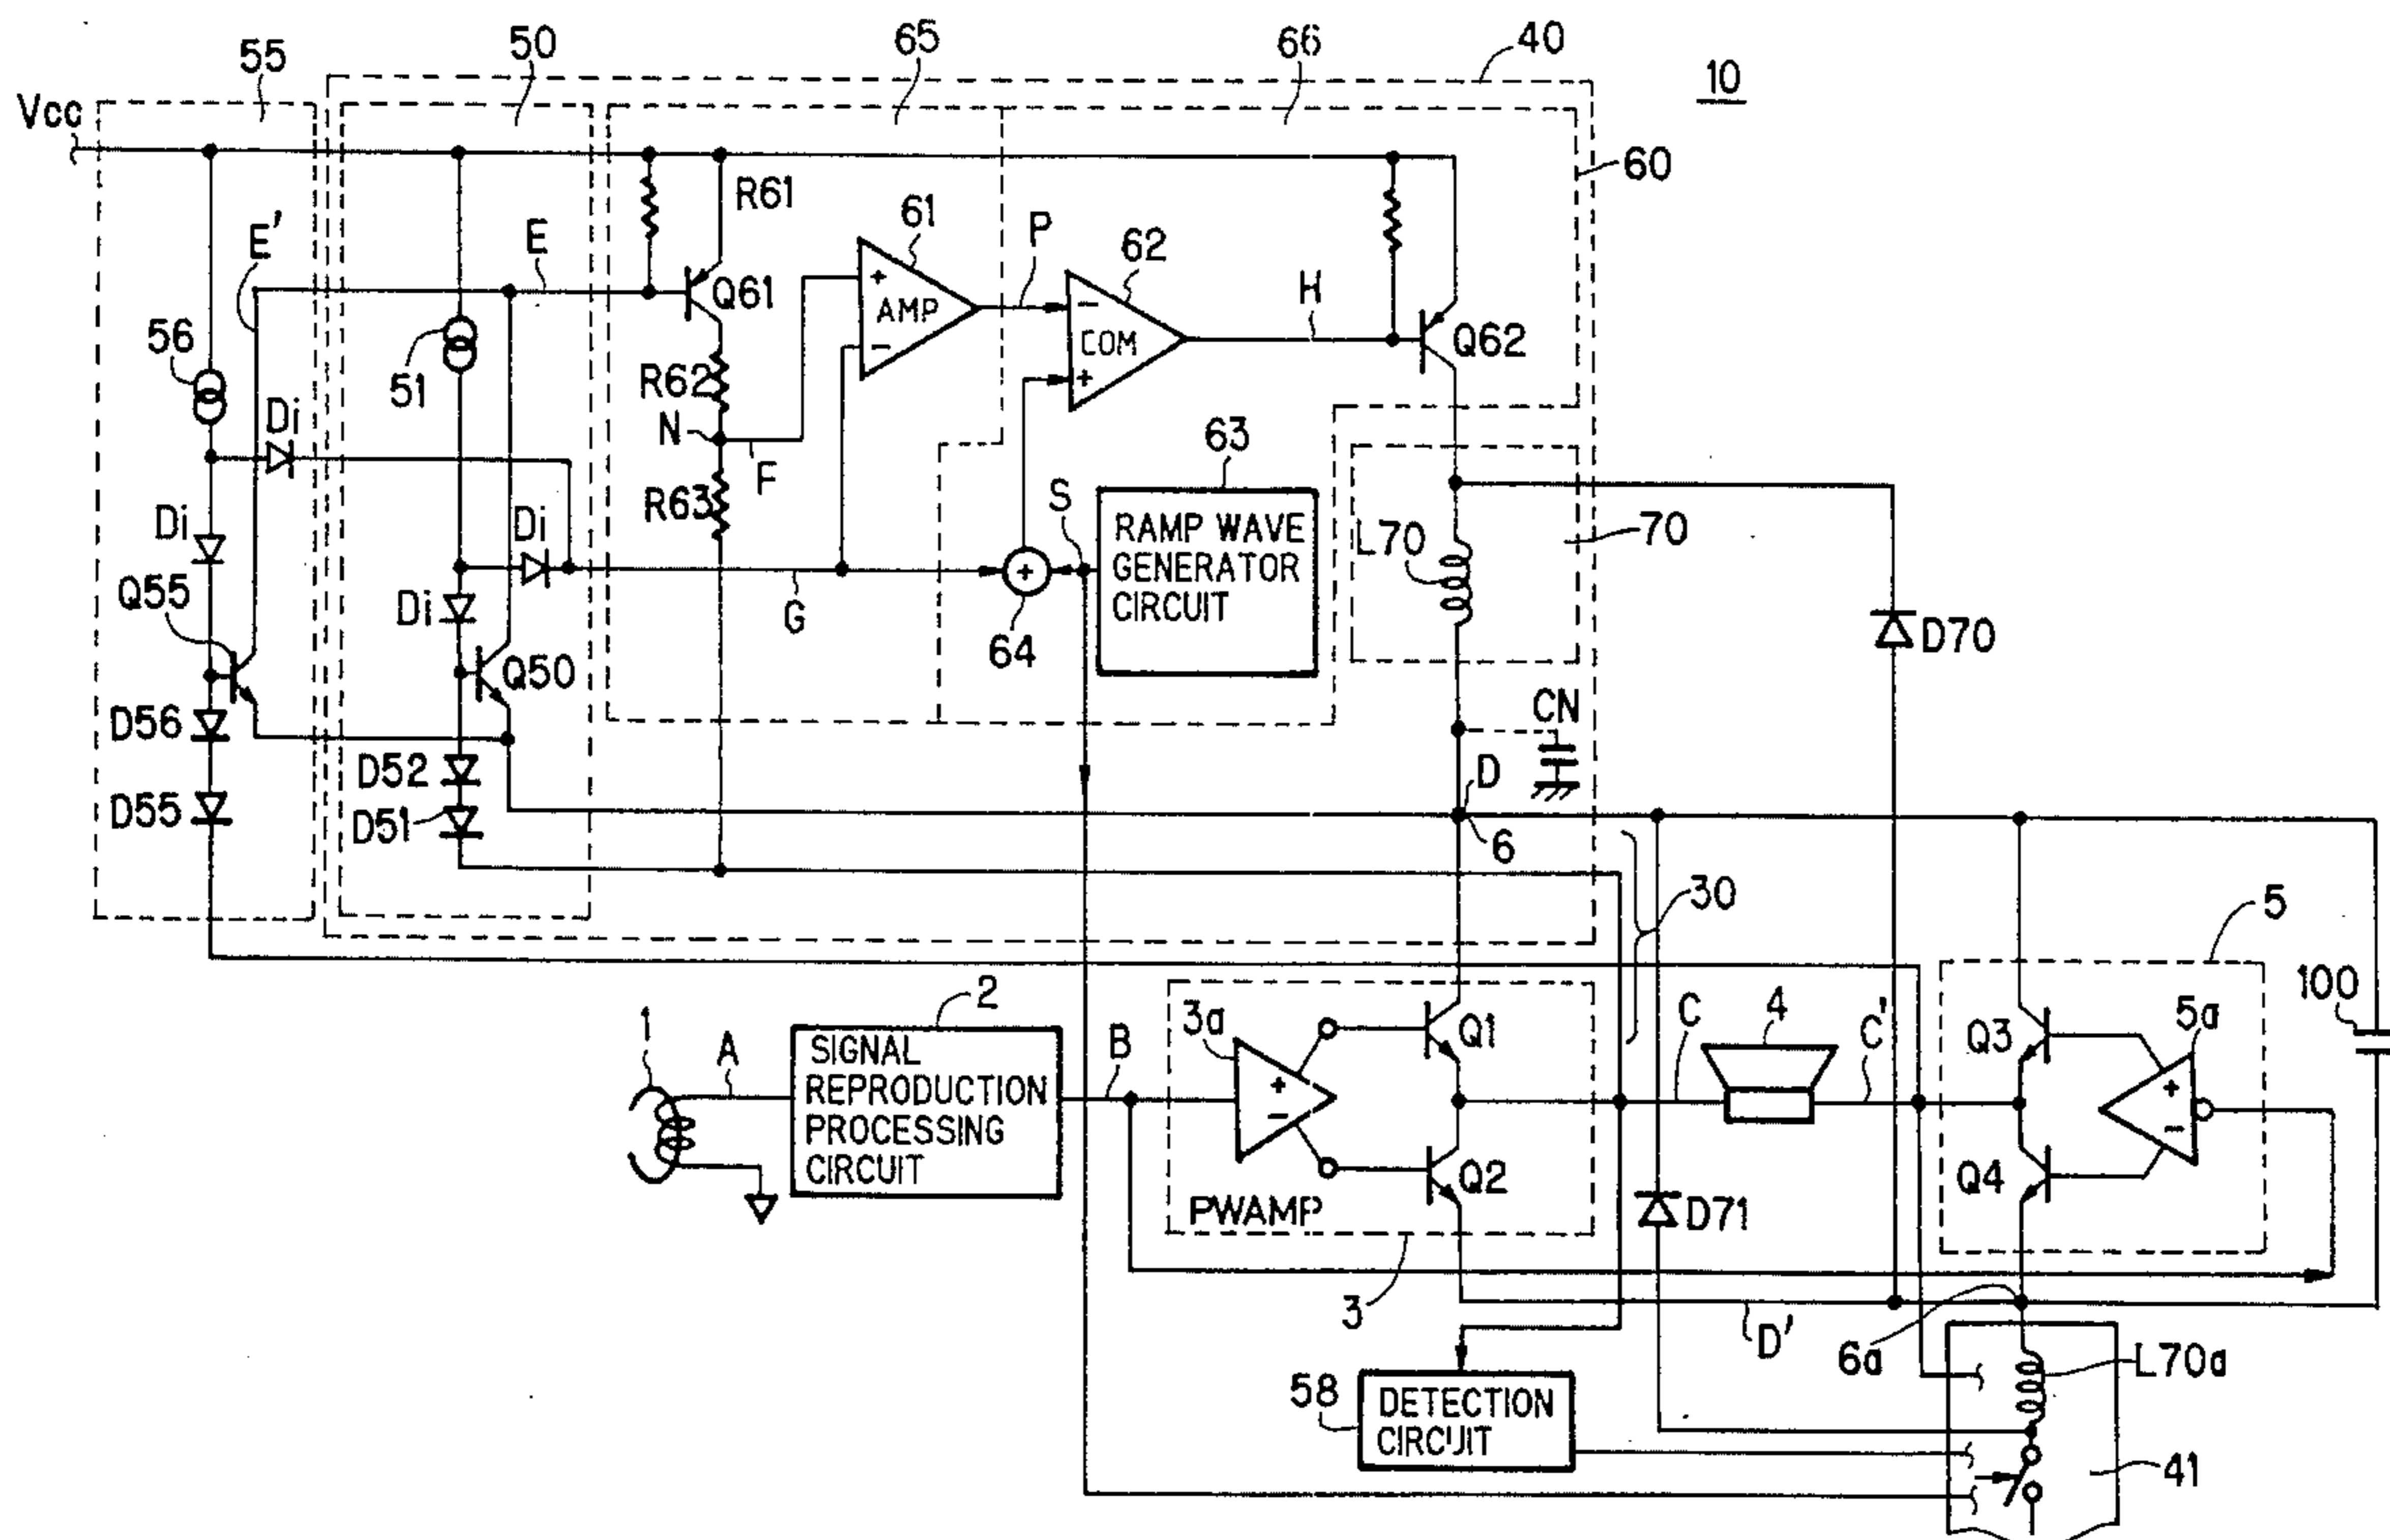 55
50
65
66
40
10
Vcc
60
R61
61
P
62
E'
E
H
+
AMP
-
-
COM
+
Q61
Q62
56
51
R62
Di
N
F
63
R63
S
RAMP WAVE
GENERATOR
CIRCUIT
L70
70
Di
Di
Q55
Di
G
+
64
D70
Q50
D56
CN
D52
D
D55
D51
6
30
5
2
3a
4
C
C'
100
5a
1
A
SIGNAL
REPRODUCTION
PROCESSING
CIRCUIT
B
+
-
Q1
Q3
+
-
Q2
Q4
PWAMP
D71
3
D'
6a
L70a
58
DETECTION
CIRCUIT
41